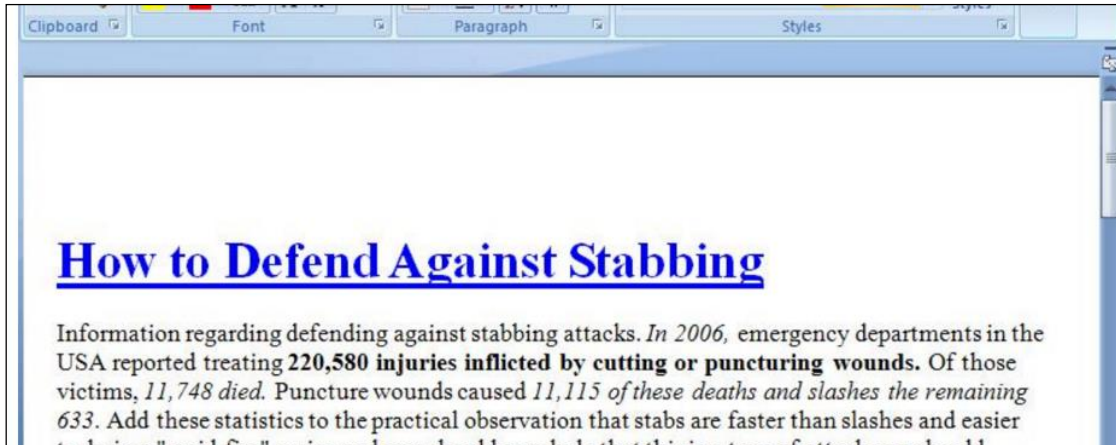 Clipboard Font Paragraph Styles
How to Defend Against Stabbing
Information regarding defending against stabbing attacks. In 2006, emergency departments in the
USA reported treating 220,580 injuries inflicted by cutting or puncturing wounds. Of those
victims, 11,748 died. Puncture wounds caused 11,115 of these deaths and slashes the remaining
633. Add these statistics to the practical observation that stabs are faster than slashes and easier